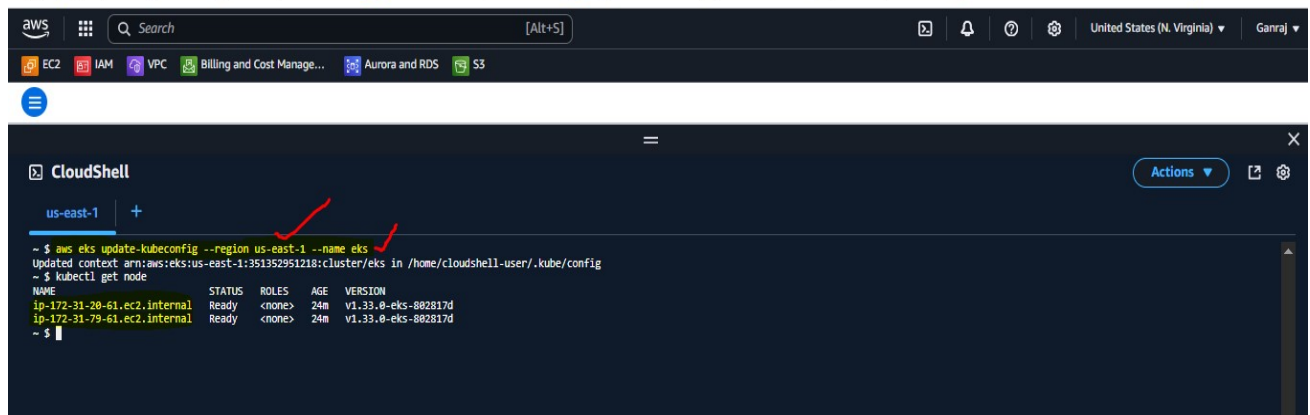 aws
Search
[Alt+S]
United States (N. Virginia) ▼
Ganraj ▼
EC2 IAM VPC Billing and Cost Manage... Aurora and RDS S3
CloudShell
Actions ▼
us-east-1 +
~ $ aws eks update-kubeconfig --region us-east-1 --name eks
Updated context arn:aws:eks:us-east-1:351352951218:cluster/eks in /home/cloudshell-user/.kube/config
~ $ kubectl get node
NAME STATUS ROLES AGE VERSION
ip-172-31-20-61.ec2.internal Ready <none> 24m v1.33.0-eks-802817d
ip-172-31-79-61.ec2.internal Ready <none> 24m v1.33.0-eks-802817d
~ $